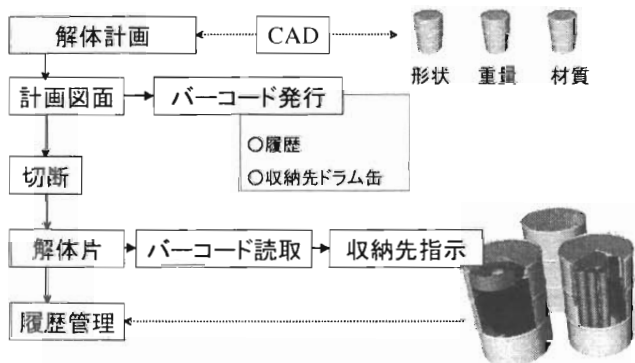 解体計画
CAD
形状 重量 材質
計画図面
バーコード発行
○履歴
○収納先ドラム缶
切断
解体片
バーコード読取
収納先指示
履歴管理